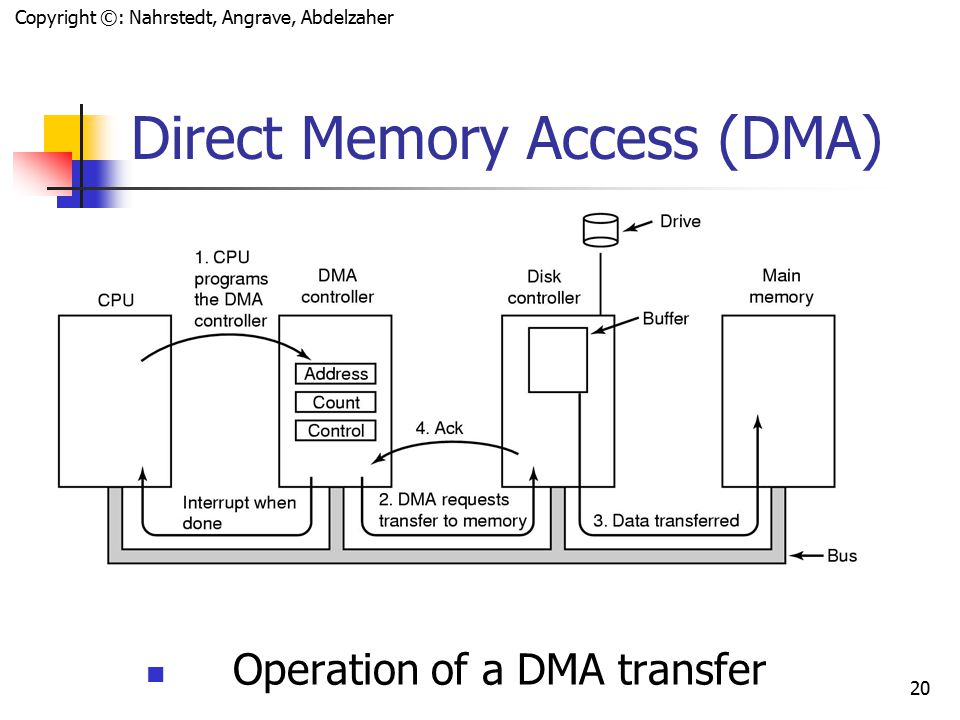 Copyright ©: Nahrstedt, Angrave, Abdelzaher
Direct Memory Access (DMA)
Drive
1. CPU
programs
the DMA
controller
CPU
DMA
controller
Disk
controller
Main
memory
Buffer
Address
Count
Control
4. Ack
Interrupt when
done
2. DMA requests
transfer to memory
3. Data transferred
Bus
Operation of a DMA transfer
20